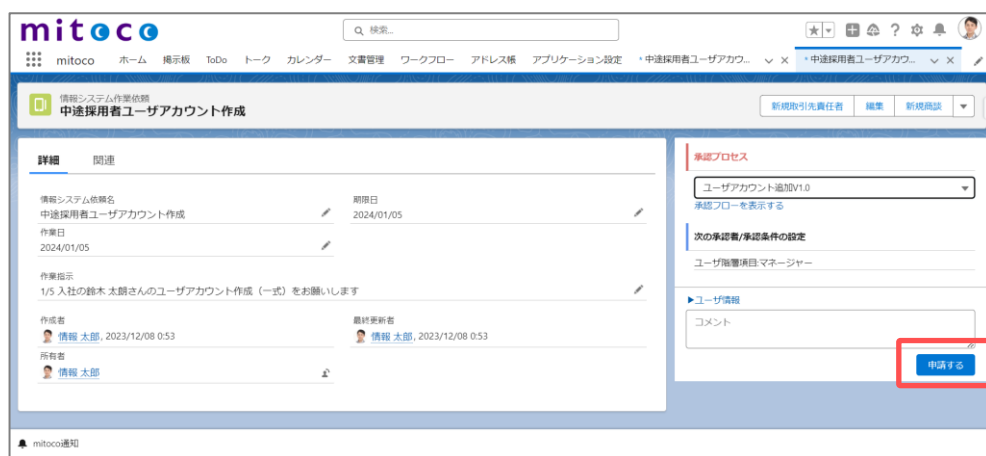 mitoco
検索...
mitoco ホーム 掲示板 ToDo トーク カレンダー 文書管理 ワークフロー アドレス帳 アプリケーション設定 * 中途採用者ユーザアカウ... * 中途採用者ユーザアカウ...
情報システム作業依頼
中途採用者ユーザアカウント作成
新規取引先責任者 編集 新規商談
詳細 関連
情報システム依頼名
中途採用者ユーザアカウント作成
期限日
2024/01/05
作業日
2024/01/05
作業指示
1/5 入社の鈴木 太朗さんのユーザアカウント作成（一式）をお願いします
作成者
情報 太郎, 2023/12/08 0:53
最終更新者
情報 太郎, 2023/12/08 0:53
所有者
情報 太郎
承認プロセス
ユーザアカウント追加V1.0
承認フローを表示する
次の承認者/承認条件の設定
ユーザ階層項目:マネージャー
▶ユーザ情報
コメント
申請する
mitoco通知